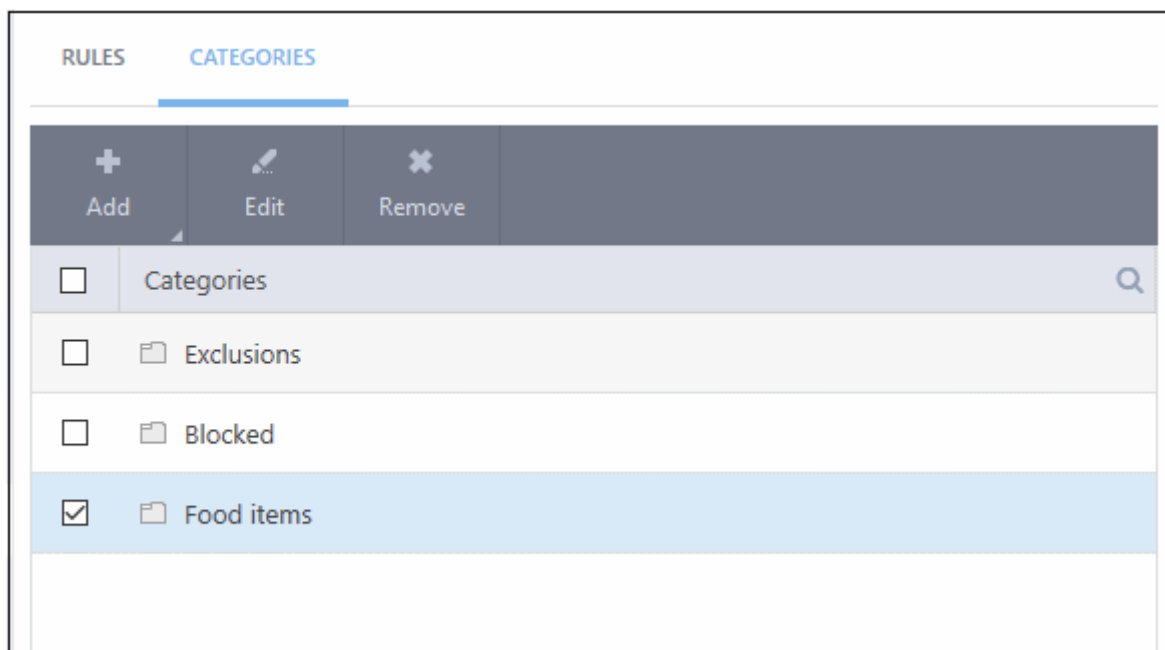 RULES CATEGORIES
Add Edit Remove
Categories
Exclusions
Blocked
Food items